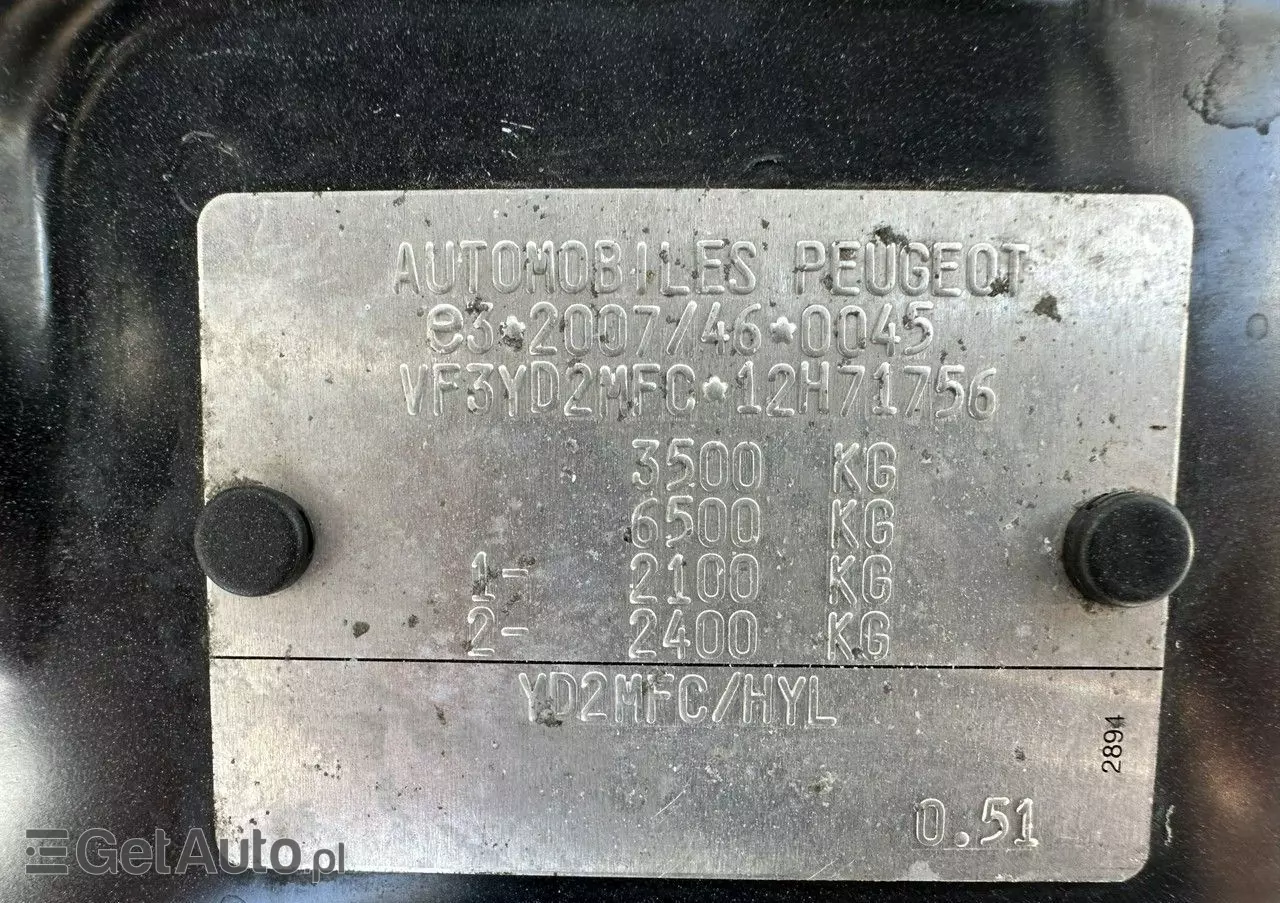 AUTOMOBILES PEUGEOT
e3*2007/46*0045
VF3YD2MFC*12H71756
3500 KG
6500 KG
1- 2100 KG
2- 2400 KG
YD2MFC/HYL
2894
0.51
GetAuto.pl